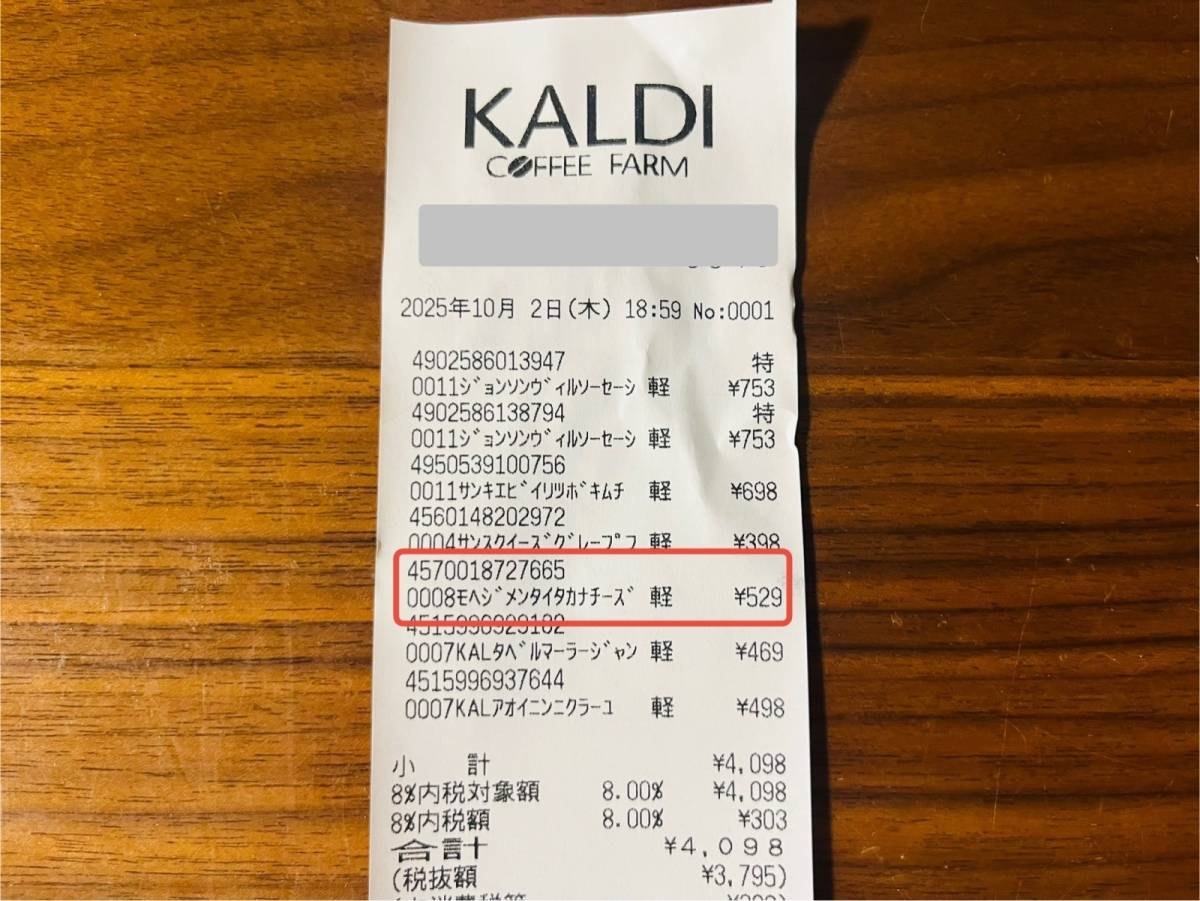 KALDI
COFFEE FARM
2025年10月 2日(木) 18:59 No:0001
4902586013947 特
0011ジョンソンヴィルソーセーシ 軽 ¥753
4902586138794 特
0011ジョンソンヴィルソーセーシ 軽 ¥753
4950539100756
0011サンキエビイリツボキムチ 軽 ¥698
4560148202972
0004サンスクイーズグレープフ 軽 ¥398
4570018727665
0008モヘジメンタイタカナチーズ 軽 ¥529
4515996929182
0007KALタベルマーラージャン 軽 ¥469
4515996937644
0007KALアオイニンニクラーユ 軽 ¥498
小 計 ¥4,098
8%内税対象額 8.00% ¥4,098
8%内税額 8.00% ¥303
合計 ¥4,098
(税抜額 ¥3,795)